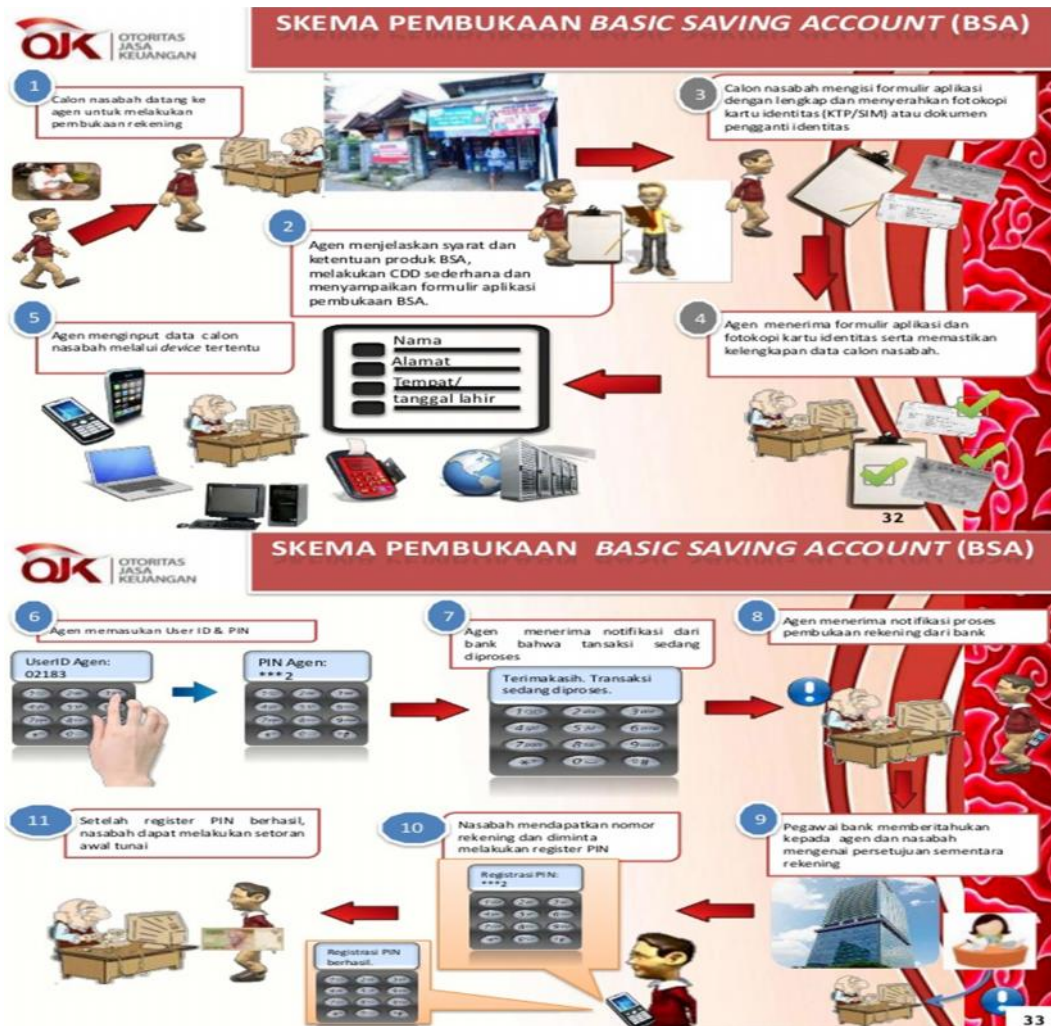 OJK
OTORITAS
JASA
KEUANGAN
SKEMA PEMBUKAAN BASIC SAVING ACCOUNT (BSA)
1
Calon nasabah datang ke
agen untuk melakukan
pembukaan rekening
2
Agen menjelaskan syarat dan
ketentuan produk BSA,
melakukan CDD sederhana dan
menyampaikan formulir aplikasi
pembukaan BSA.
3
Calon nasabah mengisi formulir aplikasi
dengan lengkap dan menyerahkan fotokopi
kartu identitas (KTP/SIM) atau dokumen
pengganti identitas
4
Agen menerima formulir aplikasi dan
fotokopi kartu identitas serta memastikan
kelengkapan data calon nasabah.
5
Agen menginput data calon
nasabah melalui device tertentu
Nama
Alamat
Tempat/
tanggal lahir
32
OJK
OTORITAS
JASA
KEUANGAN
SKEMA PEMBUKAAN BASIC SAVING ACCOUNT (BSA)
6
Agen memasukan User ID & PIN
UserID Agen:
02183
PIN Agen:
***2
7
Agen menerima notifikasi dari
bank bahwa tansaksi sedang
diproses
Terimakasih. Transaksi
sedang diproses.
8
Agen menerima notifikasi proses
pembukaan rekening dari bank
9
Pegawai bank memberitahukan
kepada agen dan nasabah
mengenai persetujuan sementara
rekening
10
Nasabah mendapatkan nomor
rekening dan diminta
melakukan register PIN
Registrasi PIN:
***2
Registrasi PIN
berhasil.
11
Setelah register PIN berhasil,
nasabah dapat melakukan setoran
awal tunai
33